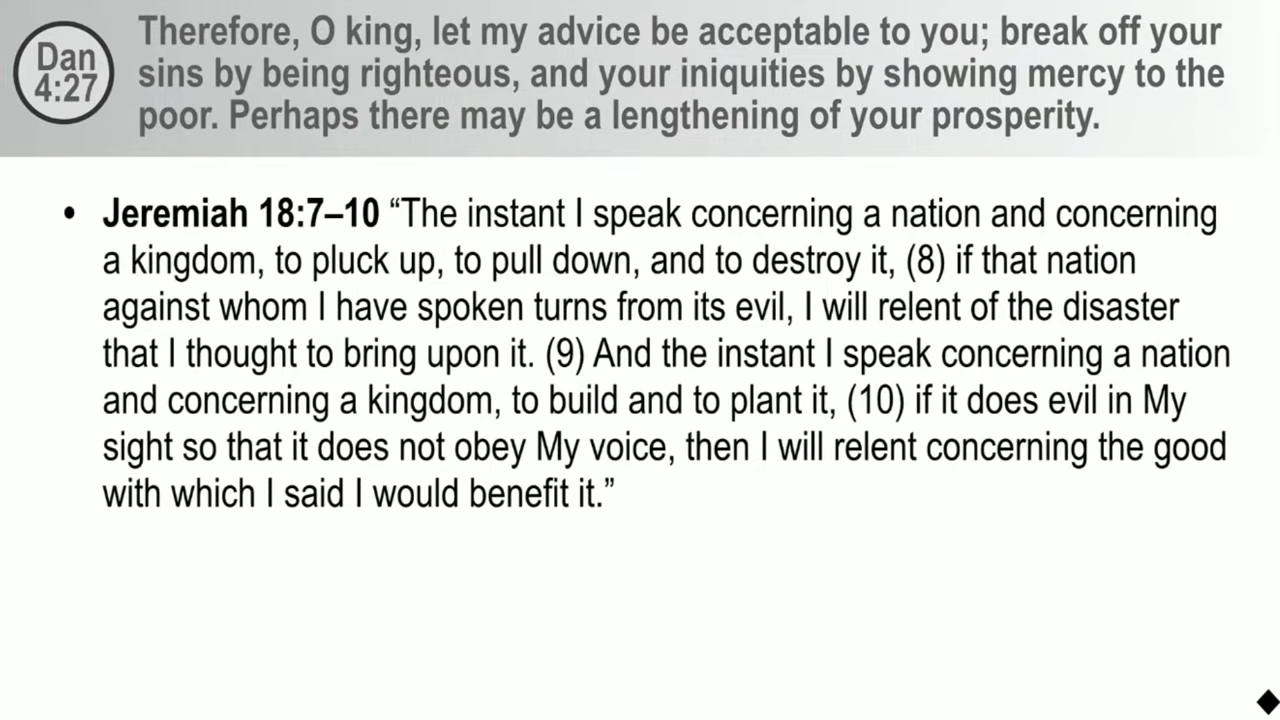 Dan
4:27
Therefore, O king, let my advice be acceptable to you; break off your
sins by being righteous, and your iniquities by showing mercy to the
poor. Perhaps there may be a lengthening of your prosperity.
• Jeremiah 18:7–10 “The instant I speak concerning a nation and concerning
a kingdom, to pluck up, to pull down, and to destroy it, (8) if that nation
against whom I have spoken turns from its evil, I will relent of the disaster
that I thought to bring upon it. (9) And the instant I speak concerning a nation
and concerning a kingdom, to build and to plant it, (10) if it does evil in My
sight so that it does not obey My voice, then I will relent concerning the good
with which I said I would benefit it.”